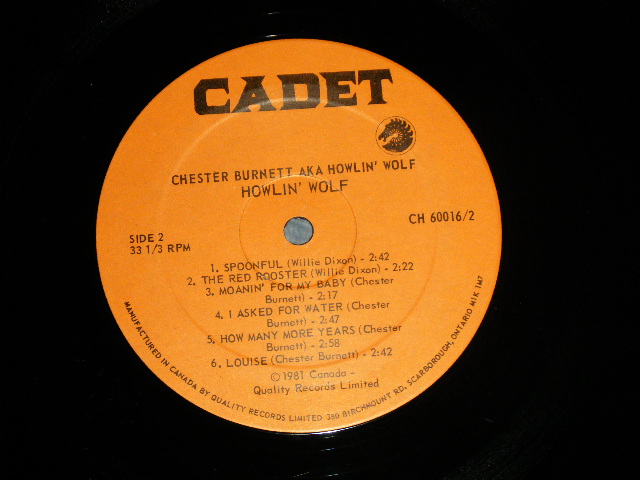 CADET
CHESTER BURNETT AKA HOWLIN' WOLF
HOWLIN' WOLF
SIDE 2
33 1/3 RPM
CH 60016/2
1. SPOONFUL (Willie Dixon) - 2:42
2. THE RED ROOSTER (Willie Dixon) - 2:22
3. MOANIN' FOR MY BABY (Chester
Burnett) - 2:17
4. I ASKED FOR WATER (Chester
Burnett) - 2:47
5. HOW MANY MORE YEARS (Chester
Burnett) - 2:58
6. LOUISE (Chester Burnett) - 2:42
©1981 Canada -
Quality Records Limited
MANUFACTURED IN CANADA BY QUALITY RECORDS LIMITED 380 BIRCHMOUNT RD. SCARBOROUGH, ONTARIO M1K 1M7